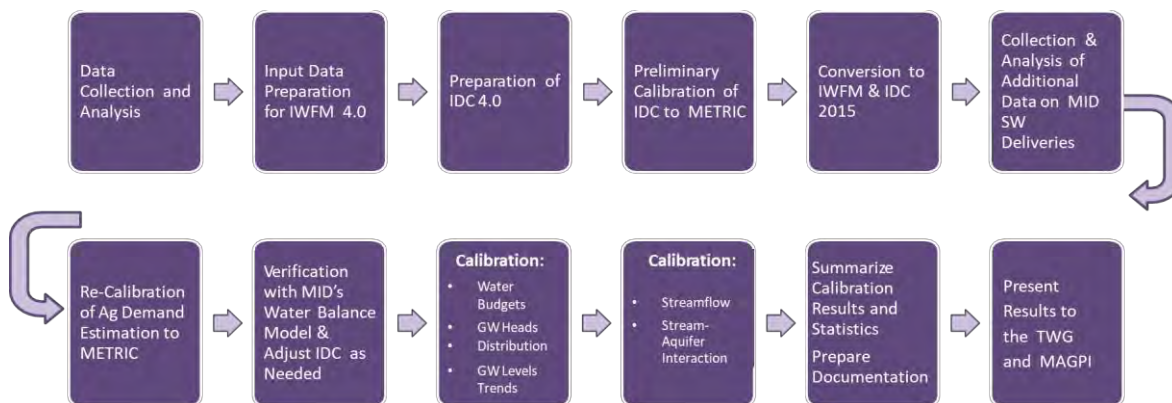 Data
Collection and
Analysis
Input Data
Preparation
for IWFM 4.0
Preparation of
IDC 4.0
Preliminary
Calibration of
IDC to METRIC
Conversion to
IWFM & IDC
2015
Collection &
Analysis of
Additional
Data on MID
SW
Deliveries
Re-Calibration
of Ag Demand
Estimation to
METRIC
Verification
with MID's
Water Balance
Model &
Adjust IDC as
Needed
Calibration:
• Water
Budgets
• GW Heads
• Distribution
• GW Levels
Trends
Calibration:
• Streamflow
• Stream-
Aquifer
Interaction
Summarize
Calibration
Results and
Statistics
Prepare
Documentation
Present
Results to
the TWG
and MAGPI